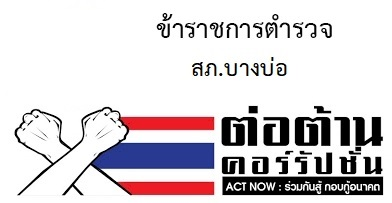 ข้าราชการตำรวจ
สภ.บางบ่อ
ต่อต้าน
คอร์รัปชั่น
ACT NOW : ร่วมกันสู้ กอบกู้อนาคต